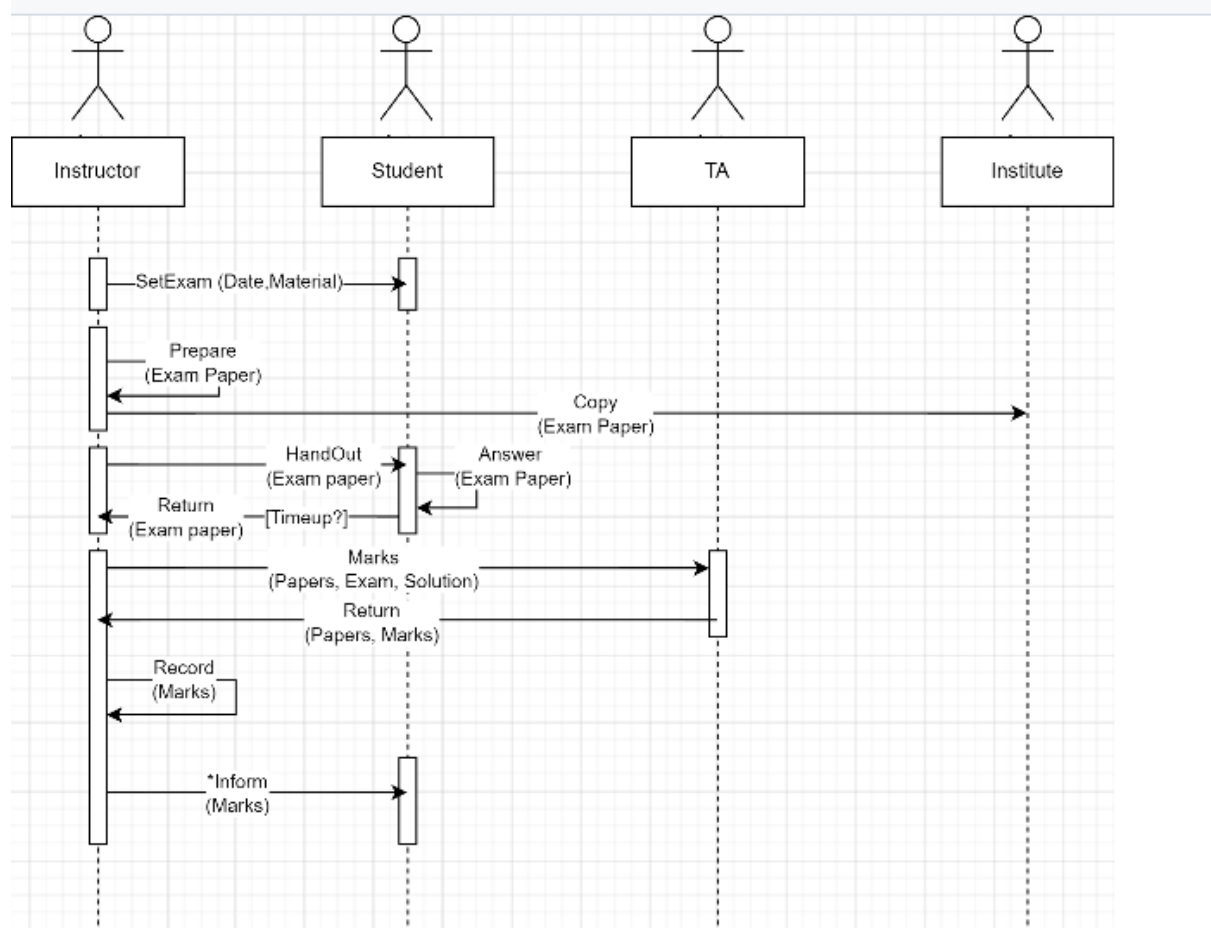 Instructor
Student
TA
Institute
SetExam (Date,Material)
Prepare
(Exam Paper)
Copy
(Exam Paper)
HandOut
(Exam paper)
Answer
(Exam Paper)
Return
(Exam paper)
[Timeup?]
Marks
(Papers, Exam, Solution)
Return
(Papers, Marks)
Record
(Marks)
*Inform
(Marks)